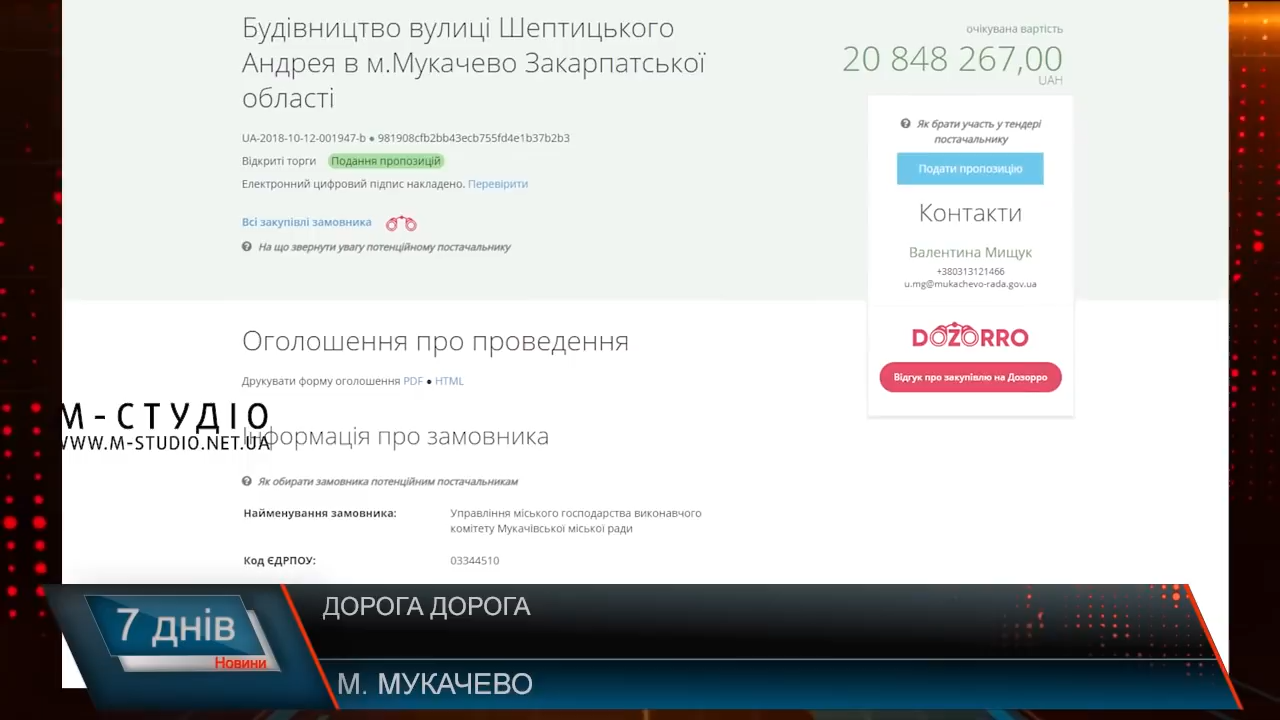 Будівництво вулиці Шептицького
Андрея в м.Мукачево Закарпатської
області
UA-2018-10-12-001947-b ● 981908cfb2bb43ecb755fd4e1b37b2b3
Відкриті торги Подання пропозицій
Електронний цифровий підпис накладено. Перевірити
Всі закупівлі замовника
На що звернути увагу потенційному постачальнику
очікувана вартість
20 848 267,00
UAH
Як брати участь у тендері
постачальнику
Подати пропозицію
Контакти
Валентина Мищук
+380313121466
u.mg@mukachevo-rada.gov.ua
DOZORRO
Відгук про закупівлю на Дозорро
Оголошення про проведення
Друкувати форму оголошення PDF ● HTML
М-СТУДІО
WWW.M-STUDIO.NET.UA
Інформація про замовника
Як обирати замовника потенційним постачальникам
Найменування замовника: Управління міського господарства виконавчого
комітету Мукачівської міської ради
Код ЄДРПОУ: 03344510
7 днів
Новини
ДОРОГА ДОРОГА
М. МУКАЧЕВО